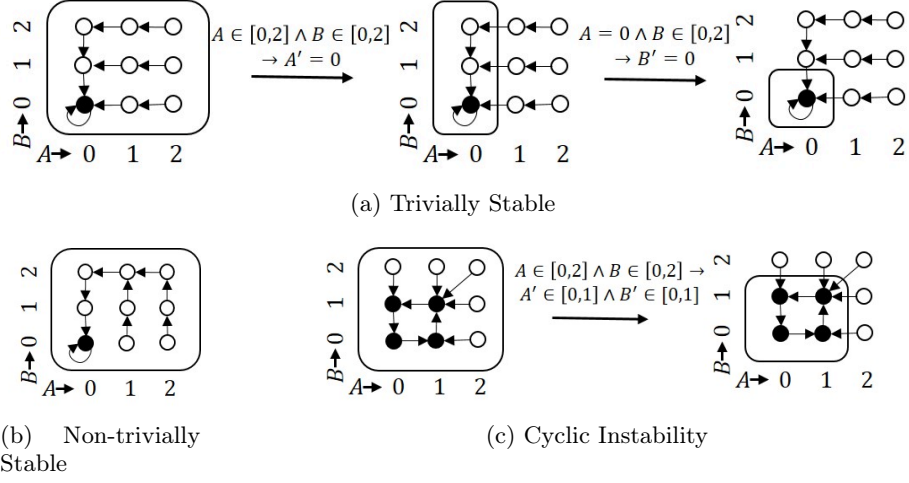 2
1
0
B→
A ∈ [0,2] ∧ B ∈ [0,2]
→ A′ = 0
2
1
0
B→
A = 0 ∧ B ∈ [0,2]
→ B′ = 0
2
1
0
B→
A→ 0 1 2
A→ 0 1 2
A→ 0 1 2
(a) Trivially Stable
2
1
0
B→
2
1
0
B→
A ∈ [0,2] ∧ B ∈ [0,2] →
A′ ∈ [0,1] ∧ B′ ∈ [0,1]
2
1
0
B→
A→ 0 1 2
A→ 0 1 2
A→ 0 1 2
(b) Non-trivially
Stable
(c) Cyclic Instability